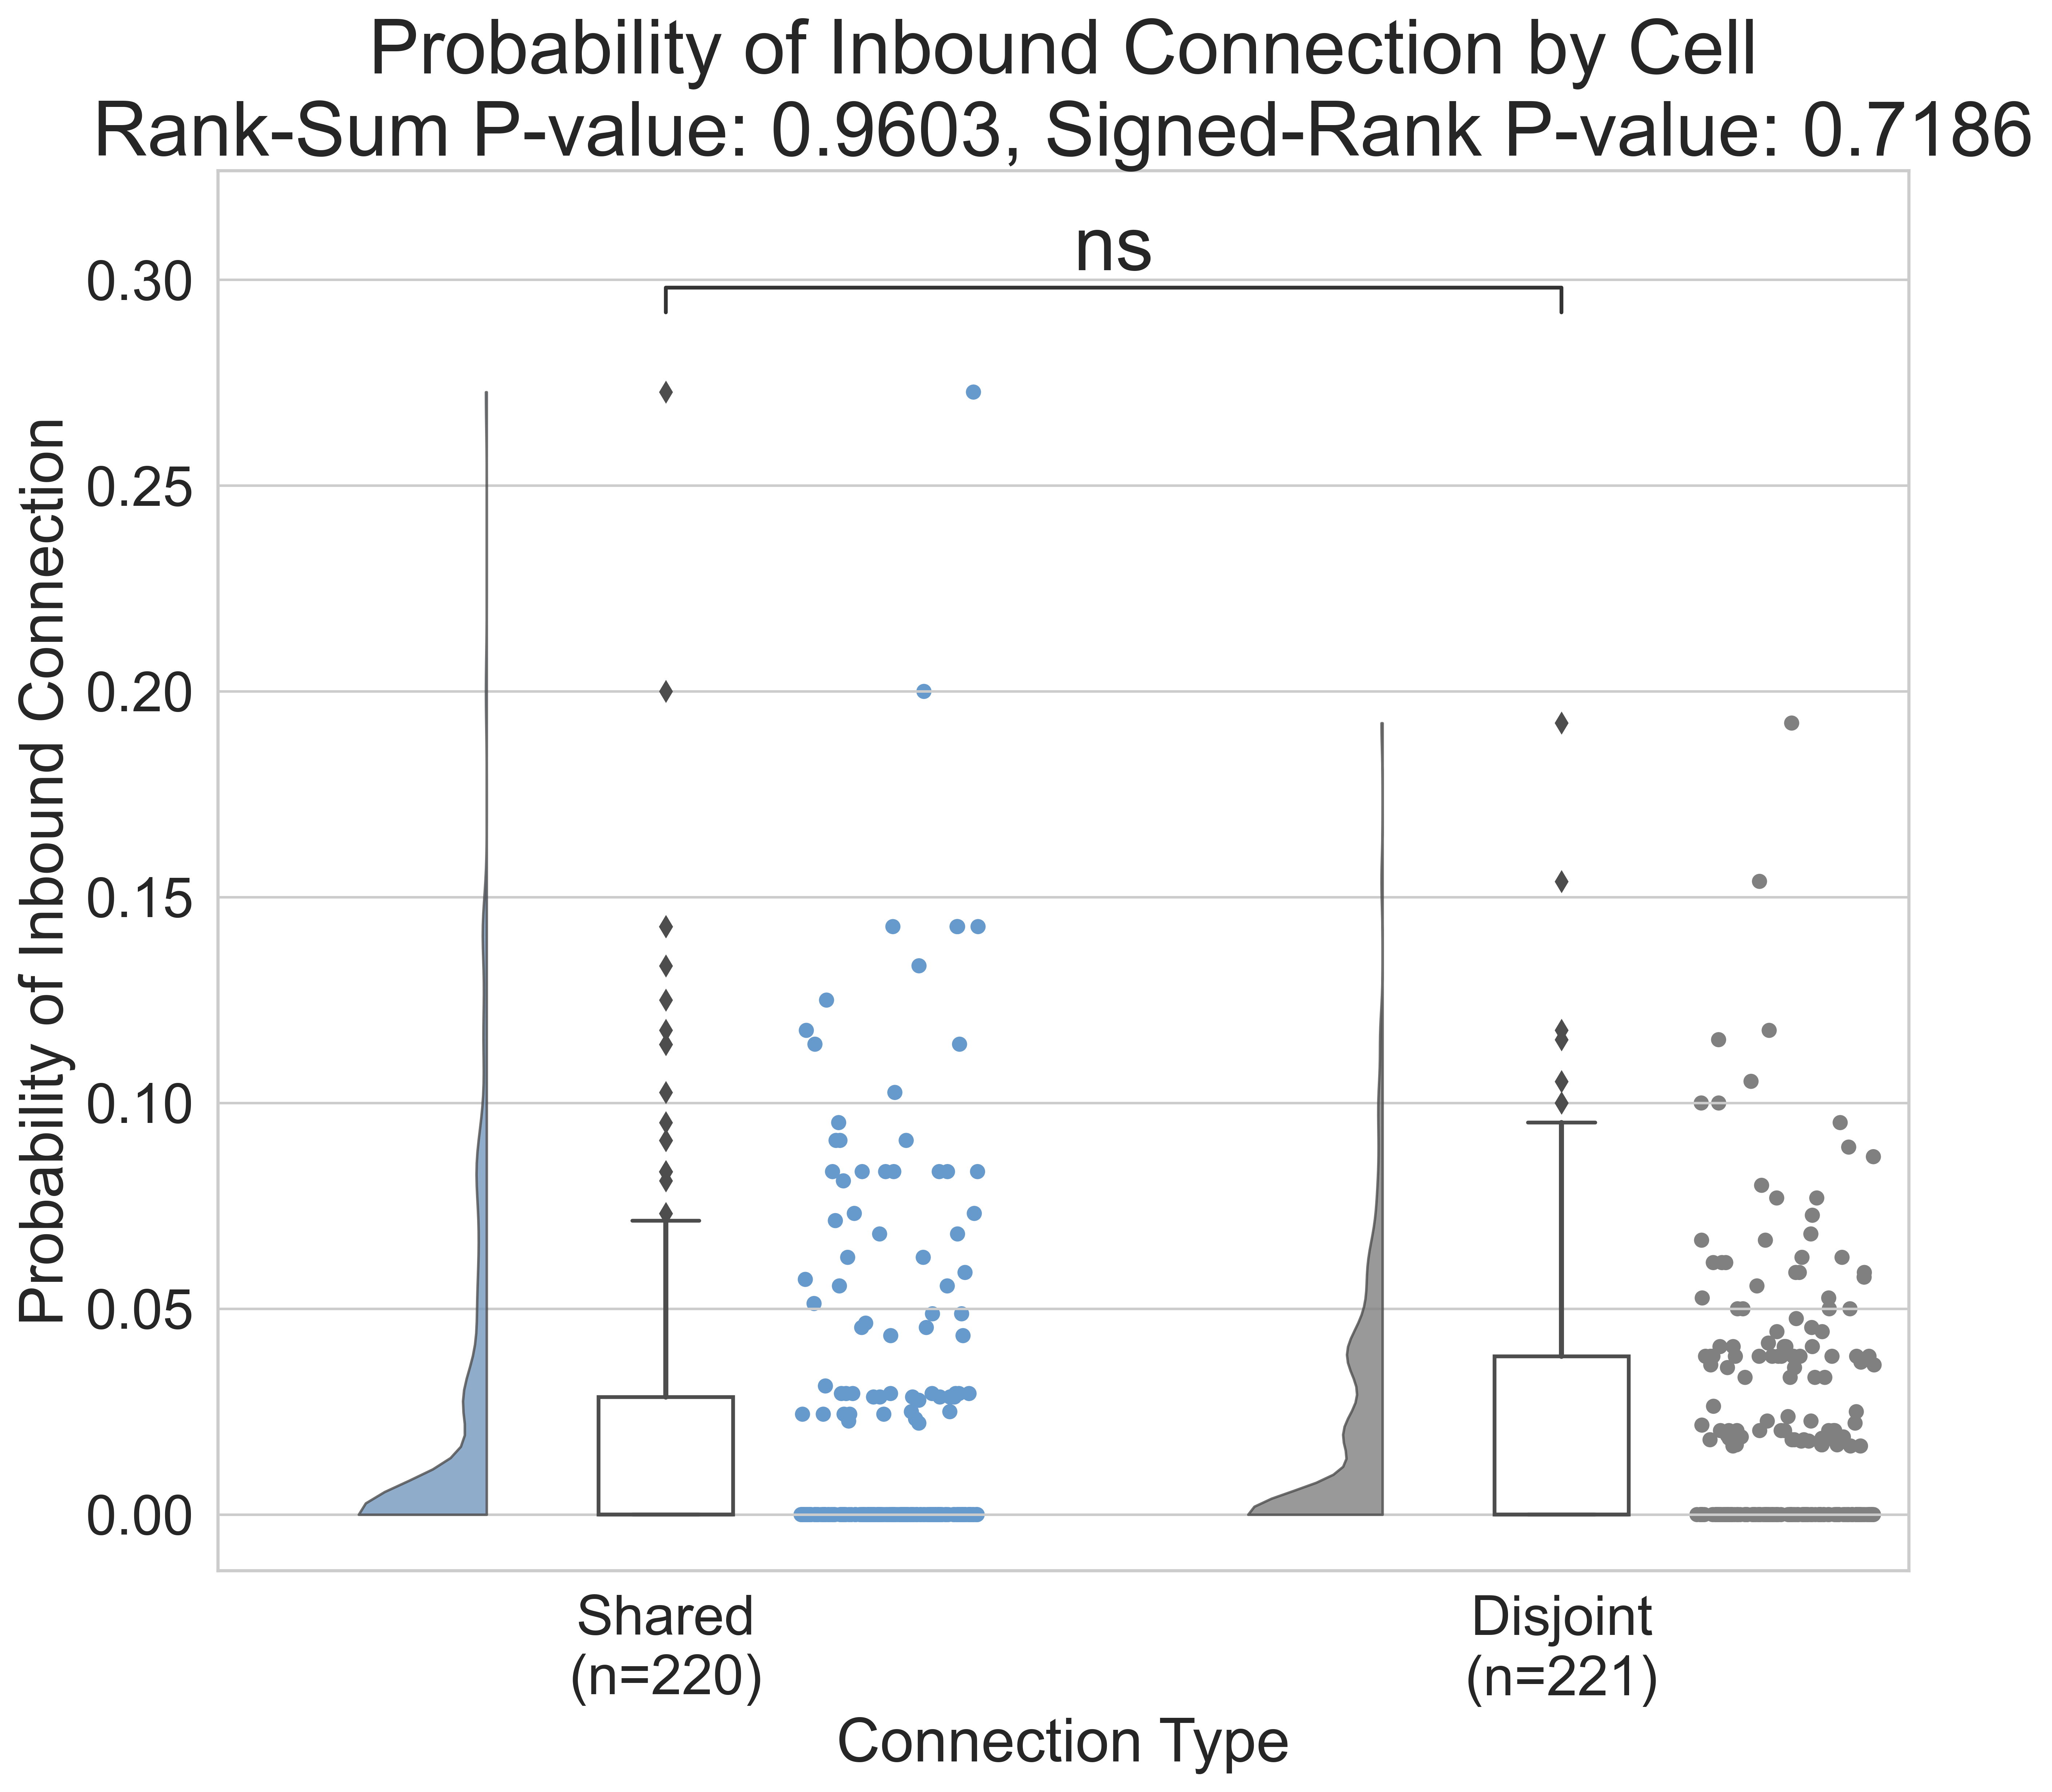 Probability of Inbound Connection by Cell
Rank-Sum P-value: 0.9603, Signed-Rank P-value: 0.7186
ns
0.30
0.25
0.20
0.15
0.10
0.05
0.00
Probability of Inbound Connection
Shared
(n=220)
Disjoint
(n=221)
Connection Type